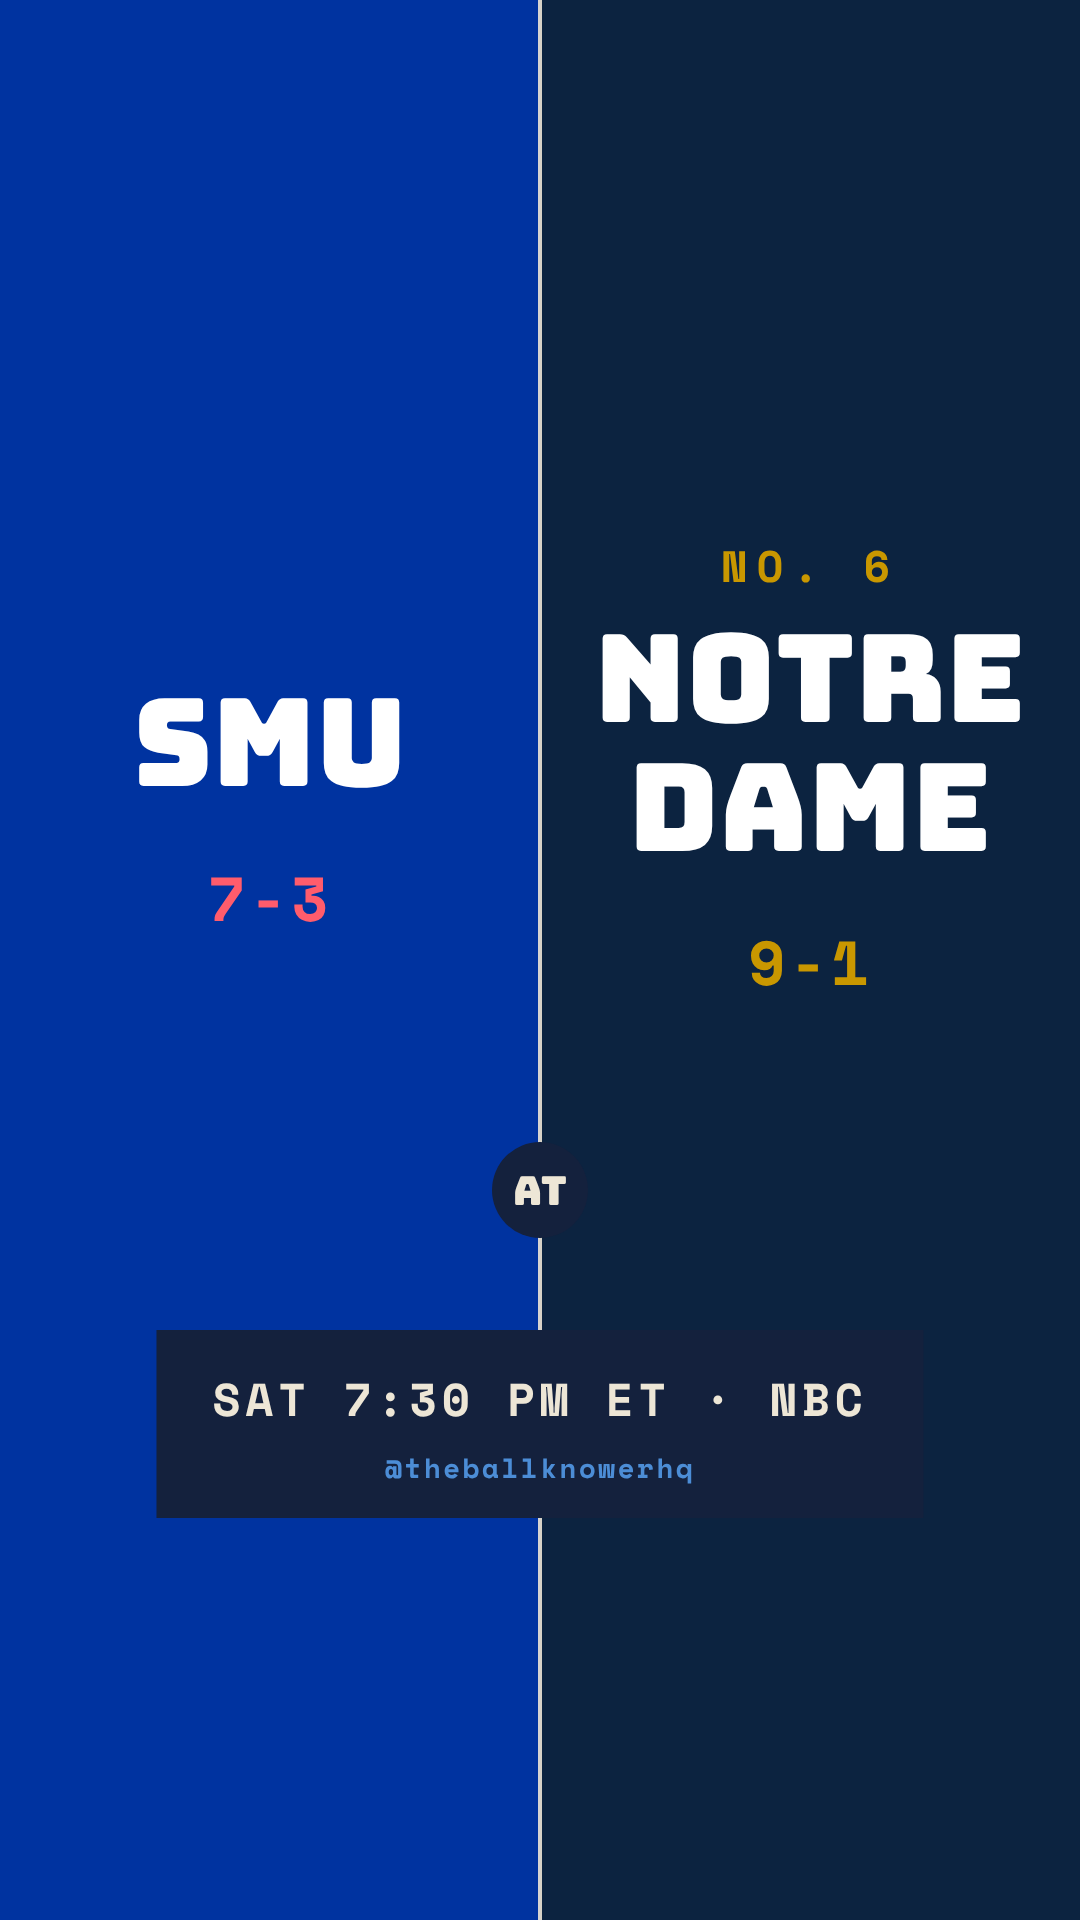 SMU
7-3
NO. 6
NOTRE
DAME
9-1
AT
SAT 7:30 PM ET · NBC
@theballknowerhq